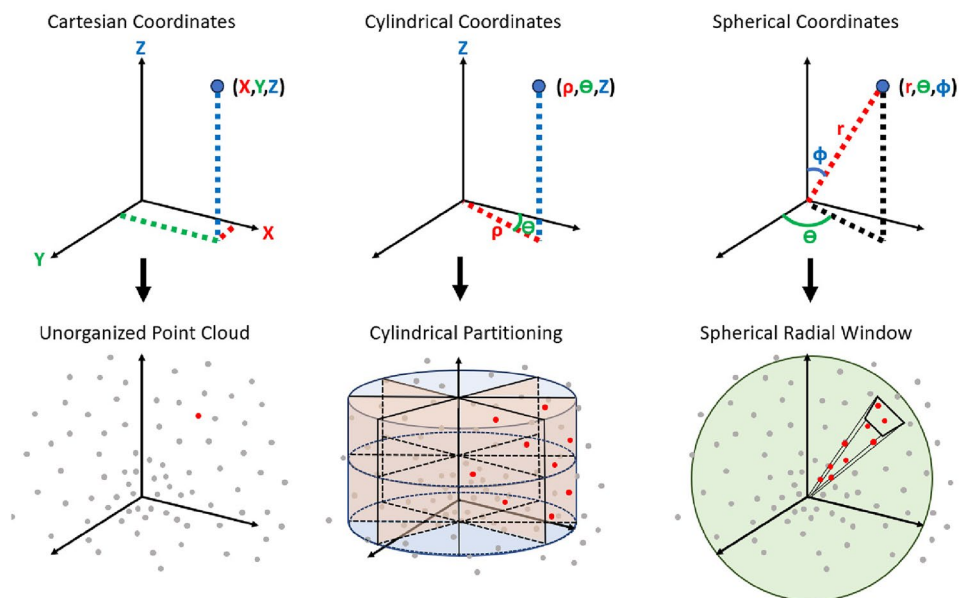 Cartesian Coordinates
Z
(X,Y,Z)
X
Y
Unorganized Point Cloud
Cylindrical Coordinates
Z
(ρ,Ɵ,Z)
ρ
Ɵ
Cylindrical Partitioning
Spherical Coordinates
(r,Ɵ,ϕ)
r
ϕ
Ɵ
Spherical Radial Window